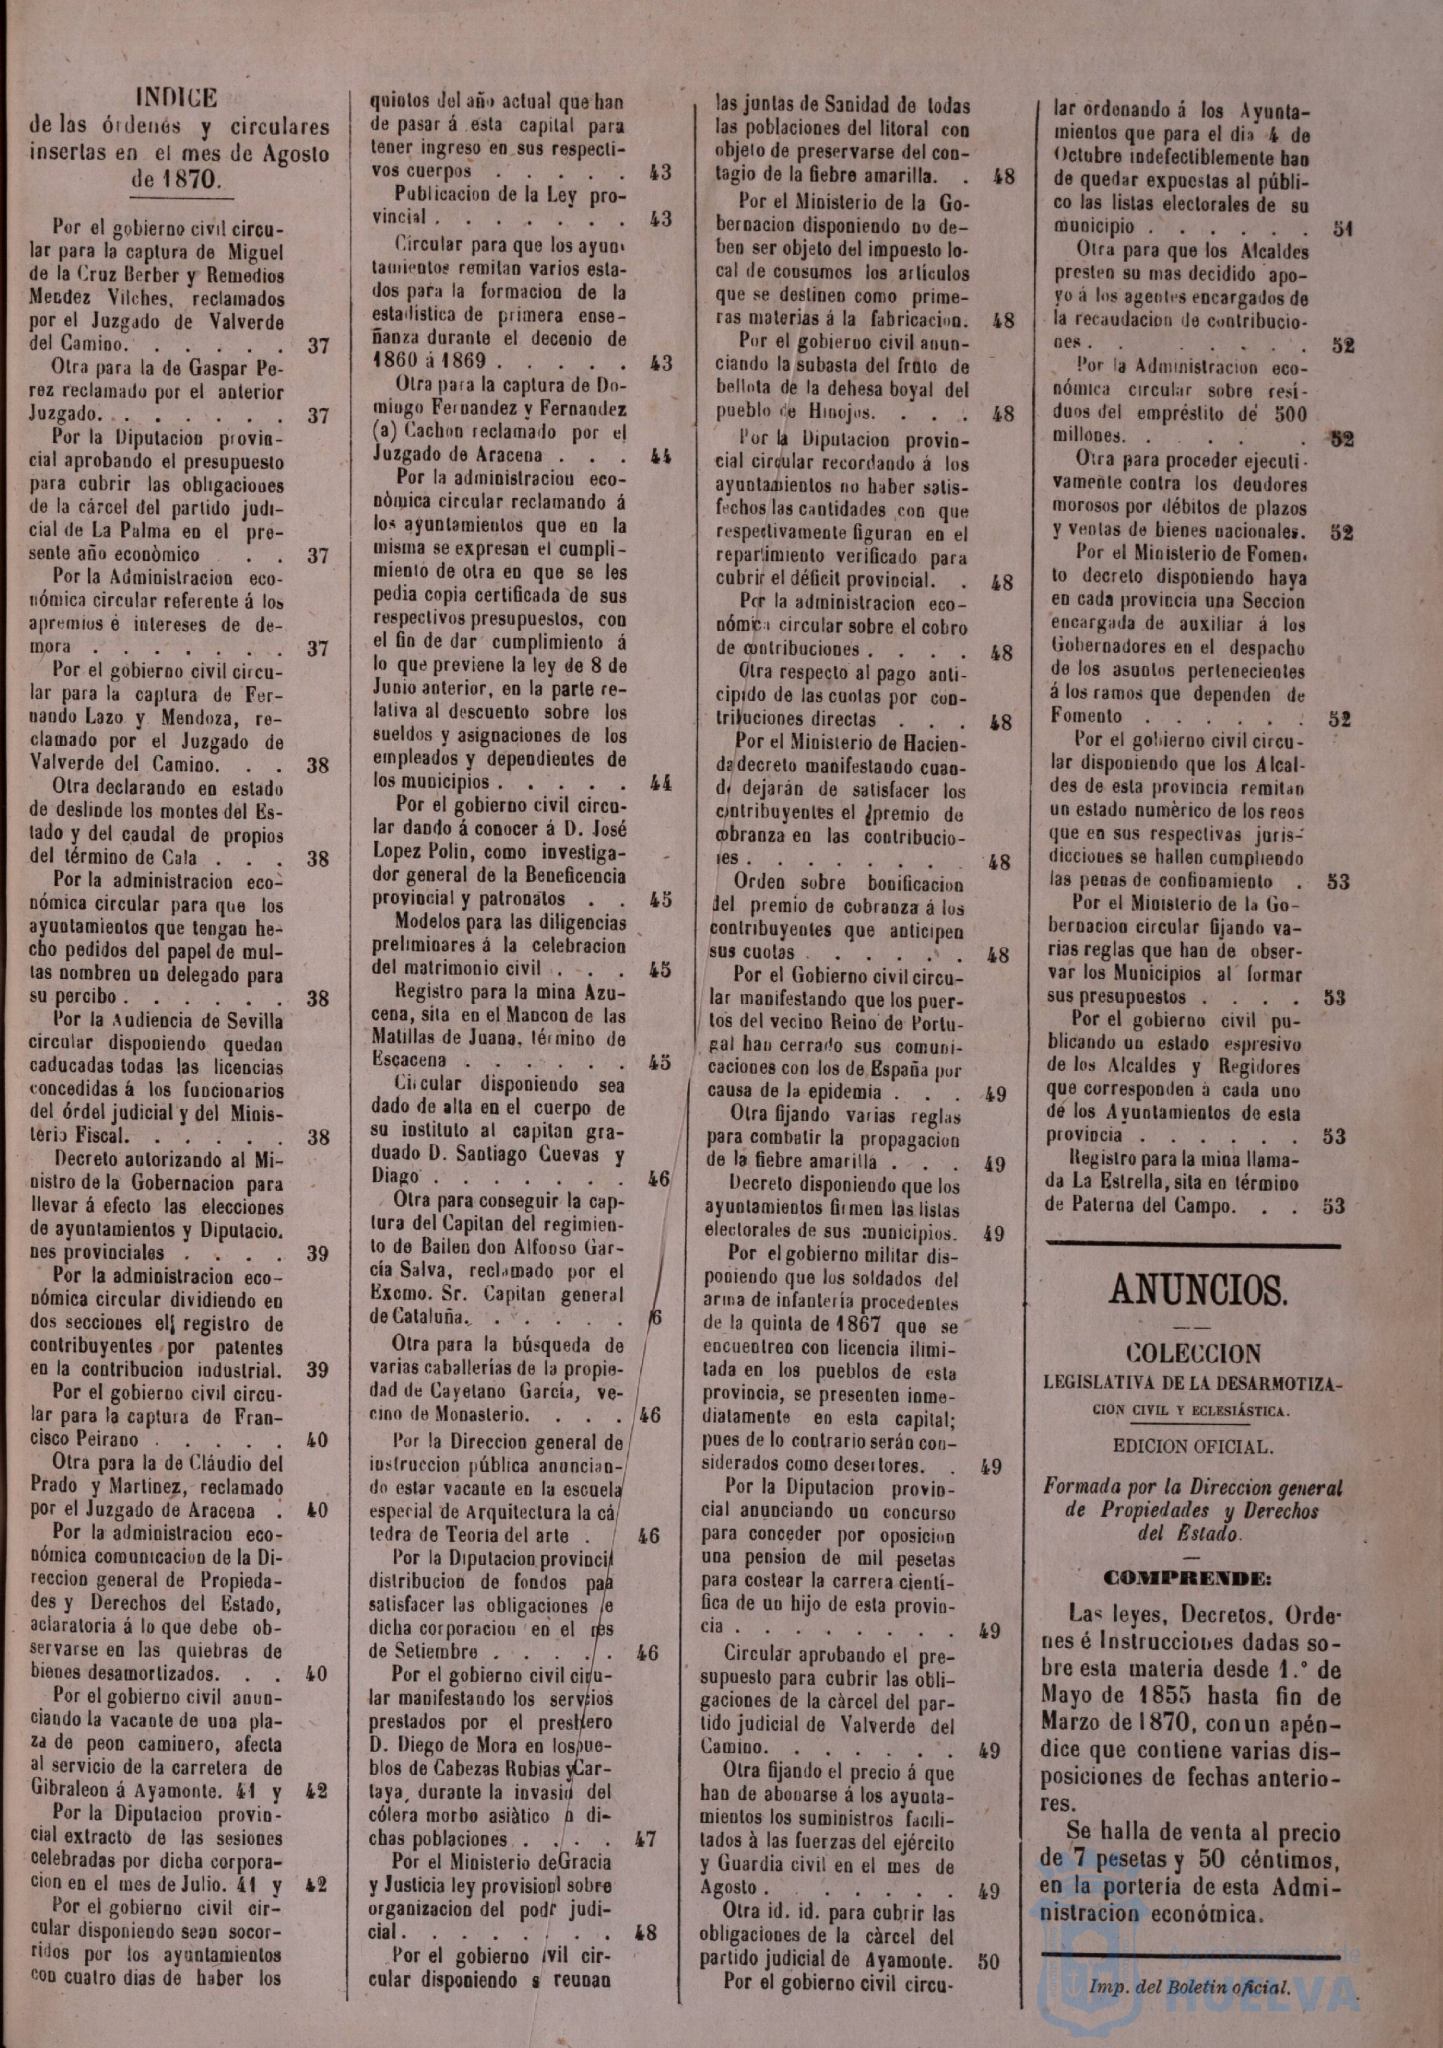 INDICE
de las órdenes y circulares
insertas en el mes de Agosto
de 1870.
Por el gobierno civil circu-
lar para la captura de Miguel
de la Cruz Berber y Remedios
Mendez Vilches, reclamados
por el Juzgado de Valverde
del Camino. . . . . . 37
Otra para la de Gaspar Pe-
rez reclamado por el anterior
Juzgado. . . . . . . 37
Por la Diputacion provin-
cial aprobando el presupuesto
para cubrir las obligaciones
de la cárcel del partido judi-
cial de La Palma en el pre-
sente año económico . . 37
Por la Administracion eco-
nómica circular referente á los
apremios é intereses de de-
mora . . . . . . . 37
Por el gobierno civil circu-
lar para la captura de Fer-
nando Lazo y Mendoza, re-
clamado por el Juzgado de
Valverde del Camino. . . 38
Otra declarando en estado
de deslinde los montes del Es-
tado y del caudal de propios
del término de Cala . . . 38
Por la administracion eco-
nómica circular para que los
ayuntamientos que tengan he-
cho pedidos del papel de mul-
tas nombren un delegado para
su percibo . . . . . . 38
Por la Audiencia de Sevilla
circular disponiendo quedan
caducadas todas las licencias
concedidas á los funcionarios
del órdel judicial y del Minis-
terio Fiscal. . . . . . 38
Decreto autorizando al Mi-
nistro de la Gobernacion para
llevar á efecto las elecciones
de ayuntamientos y Diputacio.
nes provinciales . . . . 39
Por la administracion eco-
nómica circular dividiendo en
dos secciones el registro de
contribuyentes por patentes
en la contribucion industrial. 39
Por el gobierno civil circu-
lar para la captura de Fran-
cisco Peirano . . . . . 40
Otra para la de Cláudio del
Prado y Martinez, reclamado
por el Juzgado de Aracena . 40
Por la administracion eco-
nómica comunicacion de la Di-
reccion general de Propieda-
des y Derechos del Estado,
aclaratoria á lo que debe ob-
servarse en las quiebras de
bienes desamortizados. . . 40
Por el gobierno civil anun-
ciando la vacante de una pla-
za de peon caminero, afecta
al servicio de la carretera de
Gibraleon á Ayamonte. 41 y 42
Por la Diputacion provin-
cial extracto de las sesiones
celebradas por dicha corpora-
cion en el mes de Julio. 41 y 42
Por el gobierno civil cir-
cular disponiendo sean socor-
ridos por los ayuntamientos
con cuatro dias de haber los
quintos del año actual que han
de pasar á esta capital para
tener ingreso en sus respecti-
vos cuerpos . . . . . 43
Publicacion de la Ley pro-
vincial . . . . . . . 43
Circular para que los ayun-
tamientos remitan varios esta-
dos para la formacion de la
estadística de primera ense-
ñanza durante el decenio de
1860 á 1869 . . . . . 43
Otra para la captura de Do-
mingo Fernandez y Fernandez
(a) Cachon reclamado por el
Juzgado de Aracena . . . 44
Por la administracion eco-
nómica circular reclamando á
los ayuntamientos que en la
misma se expresan el cumpli-
miento de otra en que se les
pedia copia certificada de sus
respectivos presupuestos, con
el fin de dar cumplimiento á
lo que previene la ley de 8 de
Junio anterior, en la parte re-
lativa al descuento sobre los
sueldos y asignaciones de los
empleados y dependientes de
los municipios . . . . . 44
Por el gobierno civil circu-
lar dando á conocer á D. José
Lopez Polin, como investiga-
dor general de la Beneficencia
provincial y patronatos . . 45
Modelos para las diligencias
preliminares á la celebracion
del matrimonio civil . . . 45
Registro para la mina Azu-
cena, sita en el Mancon de las
Matillas de Juana, término de
Escacena . . . . . . 45
Circular disponiendo sea
dado de alta en el cuerpo de
su instituto al capitan gra-
duado D. Santiago Cuevas y
Diago . . . . . . . 46
Otra para conseguir la cap-
tura del Capitan del regimien-
to de Bailen don Alfonso Gar-
cía Salva, reclamado por el
Excmo. Sr. Capitan general
de Cataluña. . . . . . 6
Otra para la búsqueda de
varias caballerías de la propie-
dad de Cayetano García, ve-
cino de Monasterio. . . . 46
Por la Direccion general de
instruccion pública anuncian-
do estar vacante en la escuela
especial de Arquitectura la cá
tedra de Teoria del arte . 46
Por la Diputacion provincil
distribucion de fondos paa
satisfacer las obligaciones e
dicha corporacion en el mes
de Setiembre . . . . . 46
Por el gobierno civil circu-
lar manifestando los servcios
prestados por el presbtero
D. Diego de Mora en los pue-
blos de Cabezas Rubias y Car-
taya, durante la invasio del
cólera morbo asiàtico n di-
chas poblaciones . . . . 47
Por el Ministerio de Gracia
y Justicia ley provisionl sobre
organizacion del podr judi-
cial. . . . . . . . 48
Por el gobierno ivil cir-
cular disponiendo s reunan
las juntas de Sanidad de todas
las poblaciones del litoral con
objeto de preservarse del con-
tagio de la fiebre amarilla. . 48
Por el Ministerio de la Go-
bernacion disponiendo no de-
ben ser objeto del impuesto lo-
cal de consumos los artículos
que se destinen como prime-
ras materias á la fabricacion. 48
Por el gobierno civil anun-
ciando la subasta del fruto de
bellota de la dehesa boyal del
pueblo de Hinojos. . . . 48
Por la Diputacion provin-
cial circular recordando á los
ayuntamientos no haber satis-
fechos las cantidades con que
respectivamente figuran en el
repartimiento verificado para
cubrir el déficit provincial. . 48
Por la administracion eco-
nómica circular sobre el cobro
de contribuciones . . . . 48
Otra respecto al pago anti-
cipido de las cuotas por con-
tribuciones directas . . . 48
Por el Ministerio de Hacien-
da decreto manifestando cuan-
do dejarán de satisfacer los
contribuyentes el premio de
cobranza en las contribucio-
nes . . . . . . . 48
Orden sobre bonificacion
del premio de cobranza á los
contribuyentes que anticipen
sus cuotas . . . . . . 48
Por el Gobierno civil circu-
lar manifestando que los puer-
tos del vecino Reino de Portu-
gal han cerrado sus comuni-
caciones con los de España por
causa de la epidemia . . . 49
Otra fijando varias reglas
para combatir la propagacion
de la fiebre amarilla . . . 49
Decreto disponiendo que los
ayuntamientos firmen las listas
electorales de sus municipios. 49
Por el gobierno militar dis-
poniendo que los soldados del
arma de infantería procedentes
de la quinta de 1867 que se
encuentren con licencia ilimi-
tada en los pueblos de esta
provincia, se presenten inme-
diatamente en esta capital;
pues de lo contrario serán con-
siderados como desertores. . 49
Por la Diputacion provin-
cial anunciando un concurso
para conceder por oposicion
una pension de mil pesetas
para costear la carrera cientí-
fica de un hijo de esta provin-
cia . . . . . . . . 49
Circular aprobando el pre-
supuesto para cubrir las obli-
gaciones de la càrcel del par-
tido judicial de Valverde del
Camino. . . . . . . 49
Otra fijando el precio á que
han de abonarse á los ayunta-
mientos los suministros facili-
tados à las fuerzas del ejército
y Guardia civil en el mes de
Agosto . . . . . . . 49
Otra id. id. para cubrir las
obligaciones de la càrcel del
partido judicial de Ayamonte. 50
Por el gobierno civil circu-
lar ordenando á los Ayunta-
mientos que para el dia 4 de
Octubre indefectiblemente han
de quedar expuestas al públi-
co las listas electorales de su
municipio . . . . . . 51
Otra para que los Alcaldes
presten su mas decidido apo-
yo á los agentes encargados de
la recaudacion de contribucio-
nes . . . . . . . 52
Por la Administracion eco-
nómica circular sobre resi-
duos del empréstito de 500
millones. . . . . . 52
Otra para proceder ejecuti-
vamente contra los deudores
morosos por débitos de plazos
y ventas de bienes nacionales. 52
Por el Ministerio de Fomen-
to decreto disponiendo haya
en cada provincia una Seccion
encargada de auxiliar á los
Gobernadores en el despacho
de los asuntos pertenecientes
á los ramos que dependen de
Fomento . . . . . . 52
Por el gobierno civil circu-
lar disponiendo que los Alcal-
des de esta provincia remitan
un estado numèrico de los reos
que en sus respectivas juris-
dicciones se hallen cumpliendo
las penas de confinamiento . 53
Por el Ministerio de la Go-
bernacion circular fijando va-
rias reglas que han de obser-
var los Municipios al formar
sus presupuestos . . . . 53
Por el gobierno civil pu-
blicando un estado espresivo
de los Alcaldes y Regidores
que corresponden à cada uno
de los Ayuntamientos de esta
provincia . . . . . . 53
Registro para la mina llama-
da La Estrella, sita en término
de Paterna del Campo. . . 53
ANUNCIOS.
COLECCION
LEGISLATIVA DE LA DESARMOTIZA-
CION CIVIL Y ECLESIÁSTICA.
EDICION OFICIAL.
Formada por la Direccion general
de Propiedades y Derechos
del Estado.
COMPRENDE:
Las leyes, Decretos, Orde-
nes é Instrucciones dadas so-
bre esta materia desde 1.º de
Mayo de 1855 hasta fin de
Marzo de 1870, con un apén-
dice que contiene varias dis-
posiciones de fechas anterio-
res.
Se halla de venta al precio
de 7 pesetas y 50 céntimos,
en la portería de esta Admi-
nistracion económica.
Imp. del Boletin oficial.
Ayuntamiento de
HUELVA